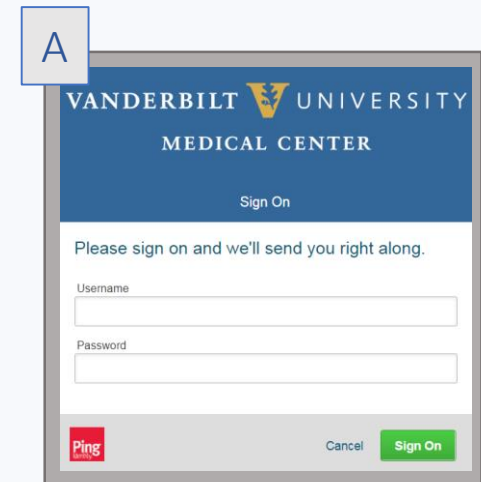 A
VANDERBILT V UNIVERSITY
MEDICAL CENTER
Sign On
Please sign on and we'll send you right along.
Username
Password
Ping
Identity
Cancel Sign On